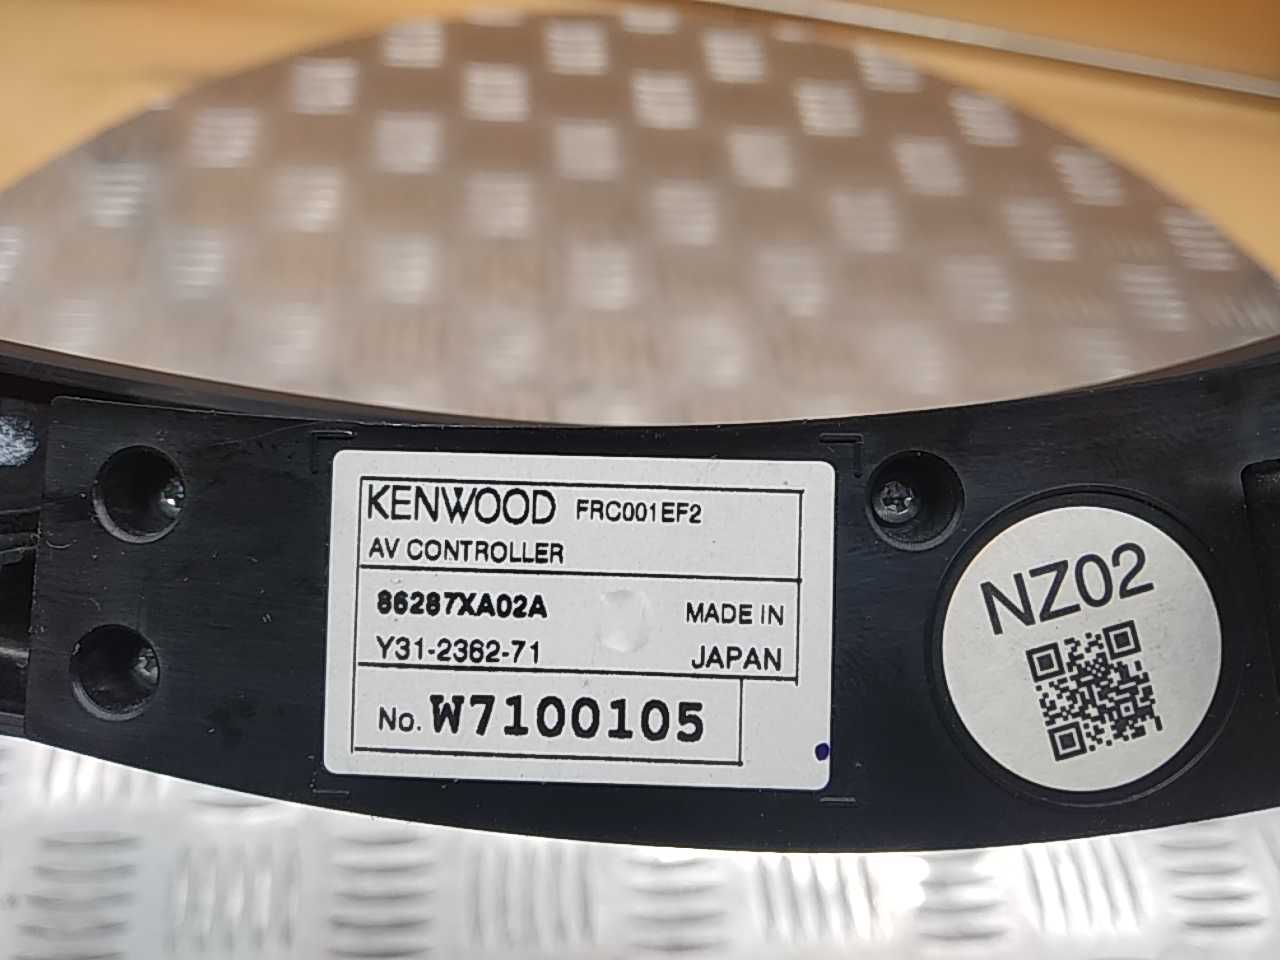 KENWOOD FRC001EF2
AV CONTROLLER
86287XA02A
MADE IN
Y31-2362-71
JAPAN
No. W7100105
NZ02